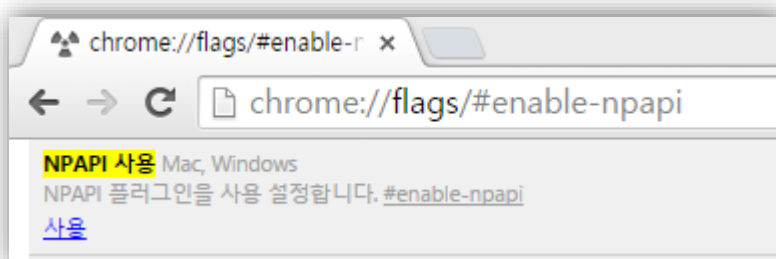 chrome://flags/#enable-r
chrome://flags/#enable-npapi
NPAPI 사용 Mac, Windows
NPAPI 플러그인을 사용 설정합니다. #enable-npapi
사용